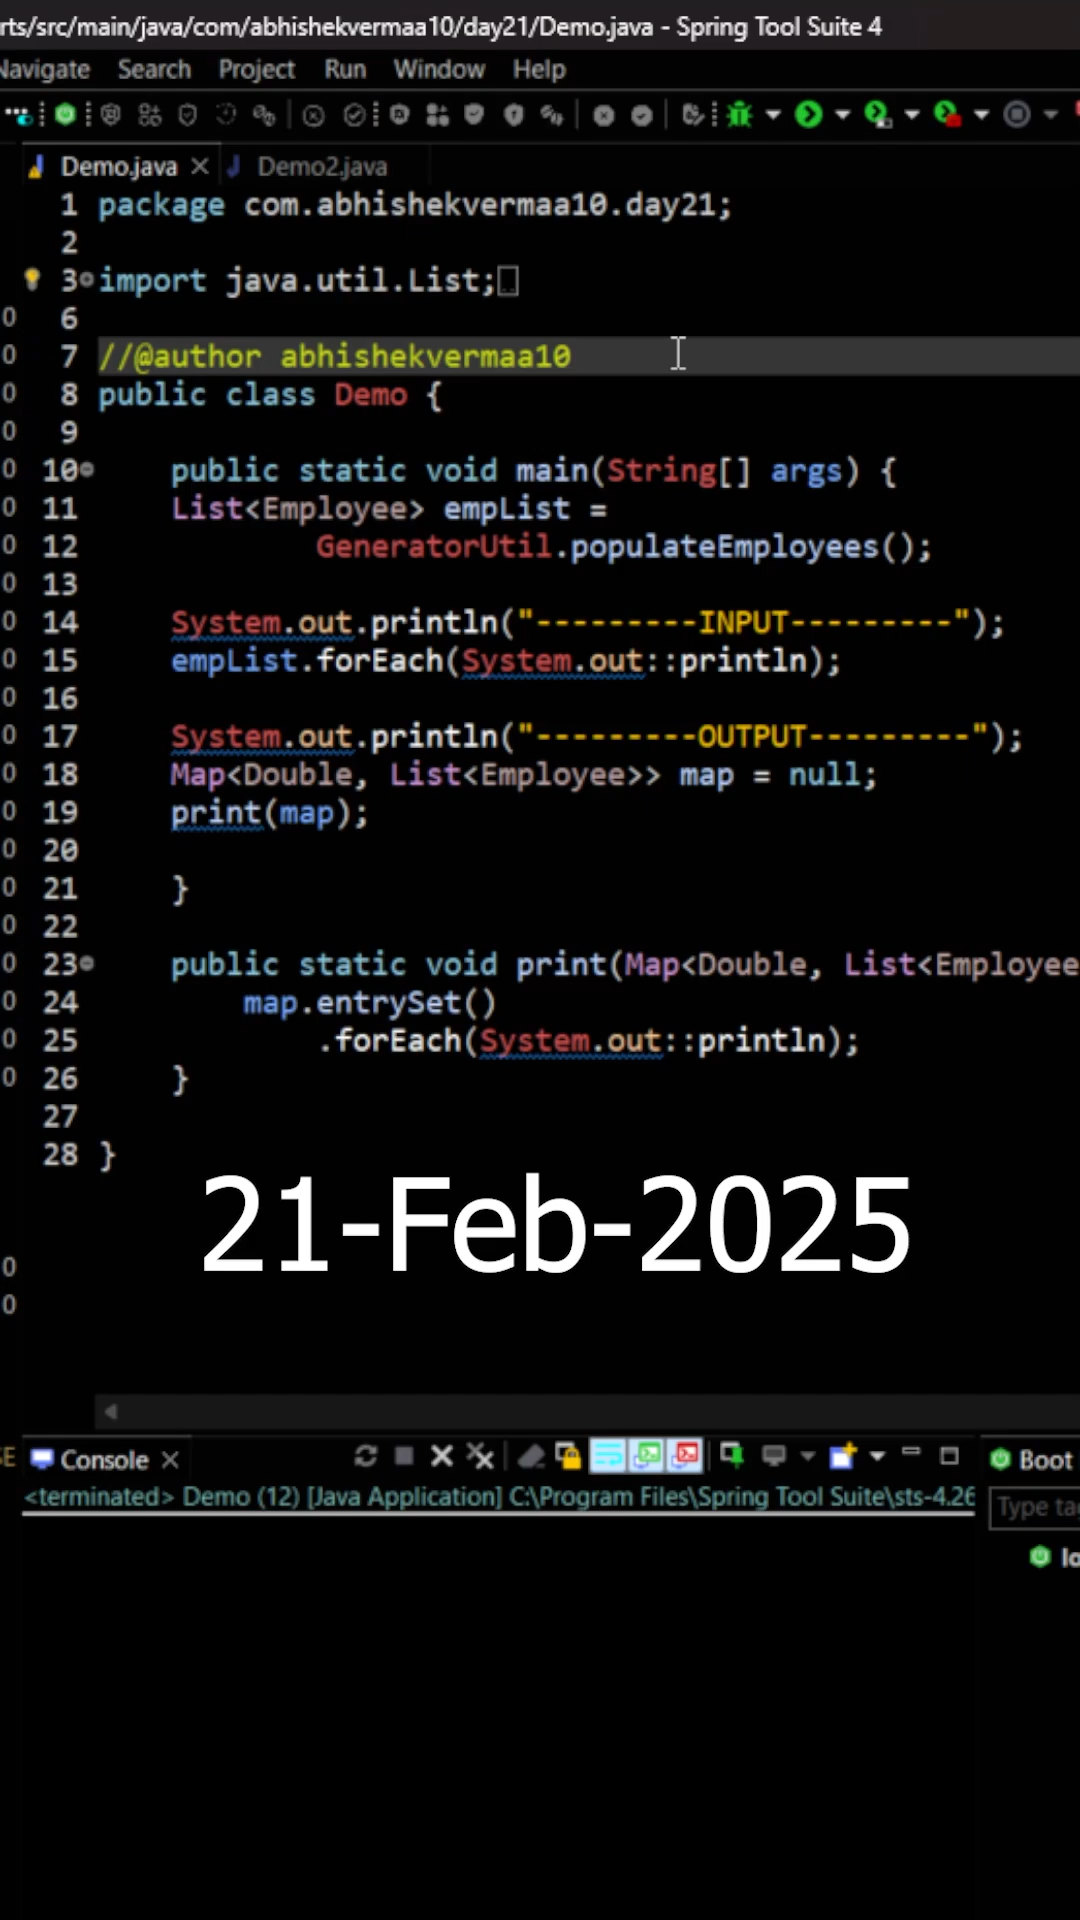 rts/src/main/java/com/abhishekvermaa10/day21/Demo.java - Spring Tool Suite 4
Navigate Search Project Run Window Help
Demo.java Demo2.java
1 package com.abhishekvermaa10.day21;
2
3 import java.util.List;
6
7 //@author abhishekvermaa10
8 public class Demo {
9
10 public static void main(String[] args) {
11 List<Employee> empList =
12 GeneratorUtil.populateEmployees();
13
14 System.out.println("---------INPUT---------");
15 empList.forEach(System.out::println);
16
17 System.out.println("---------OUTPUT---------");
18 Map<Double, List<Employee>> map = null;
19 print(map);
20
21 }
22
23 public static void print(Map<Double, List<Employee
24 map.entrySet()
25 .forEach(System.out::println);
26 }
27
28 }
21-Feb-2025
Console
Boot
<terminated> Demo (12) [Java Application] C:\Program Files\Spring Tool Suite\sts-4.26
Type tag
lo